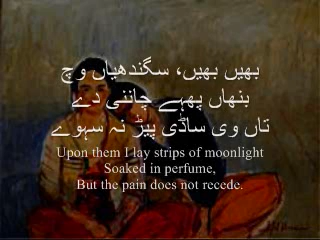 بھیں بھیں، سگندھیاں وچ
بنھاں پھہے چاننی دے
تاں وی ساڈی پیڑ نہ سہوے
Upon them I lay strips of moonlight
Soaked in perfume,
But the pain does not recede.